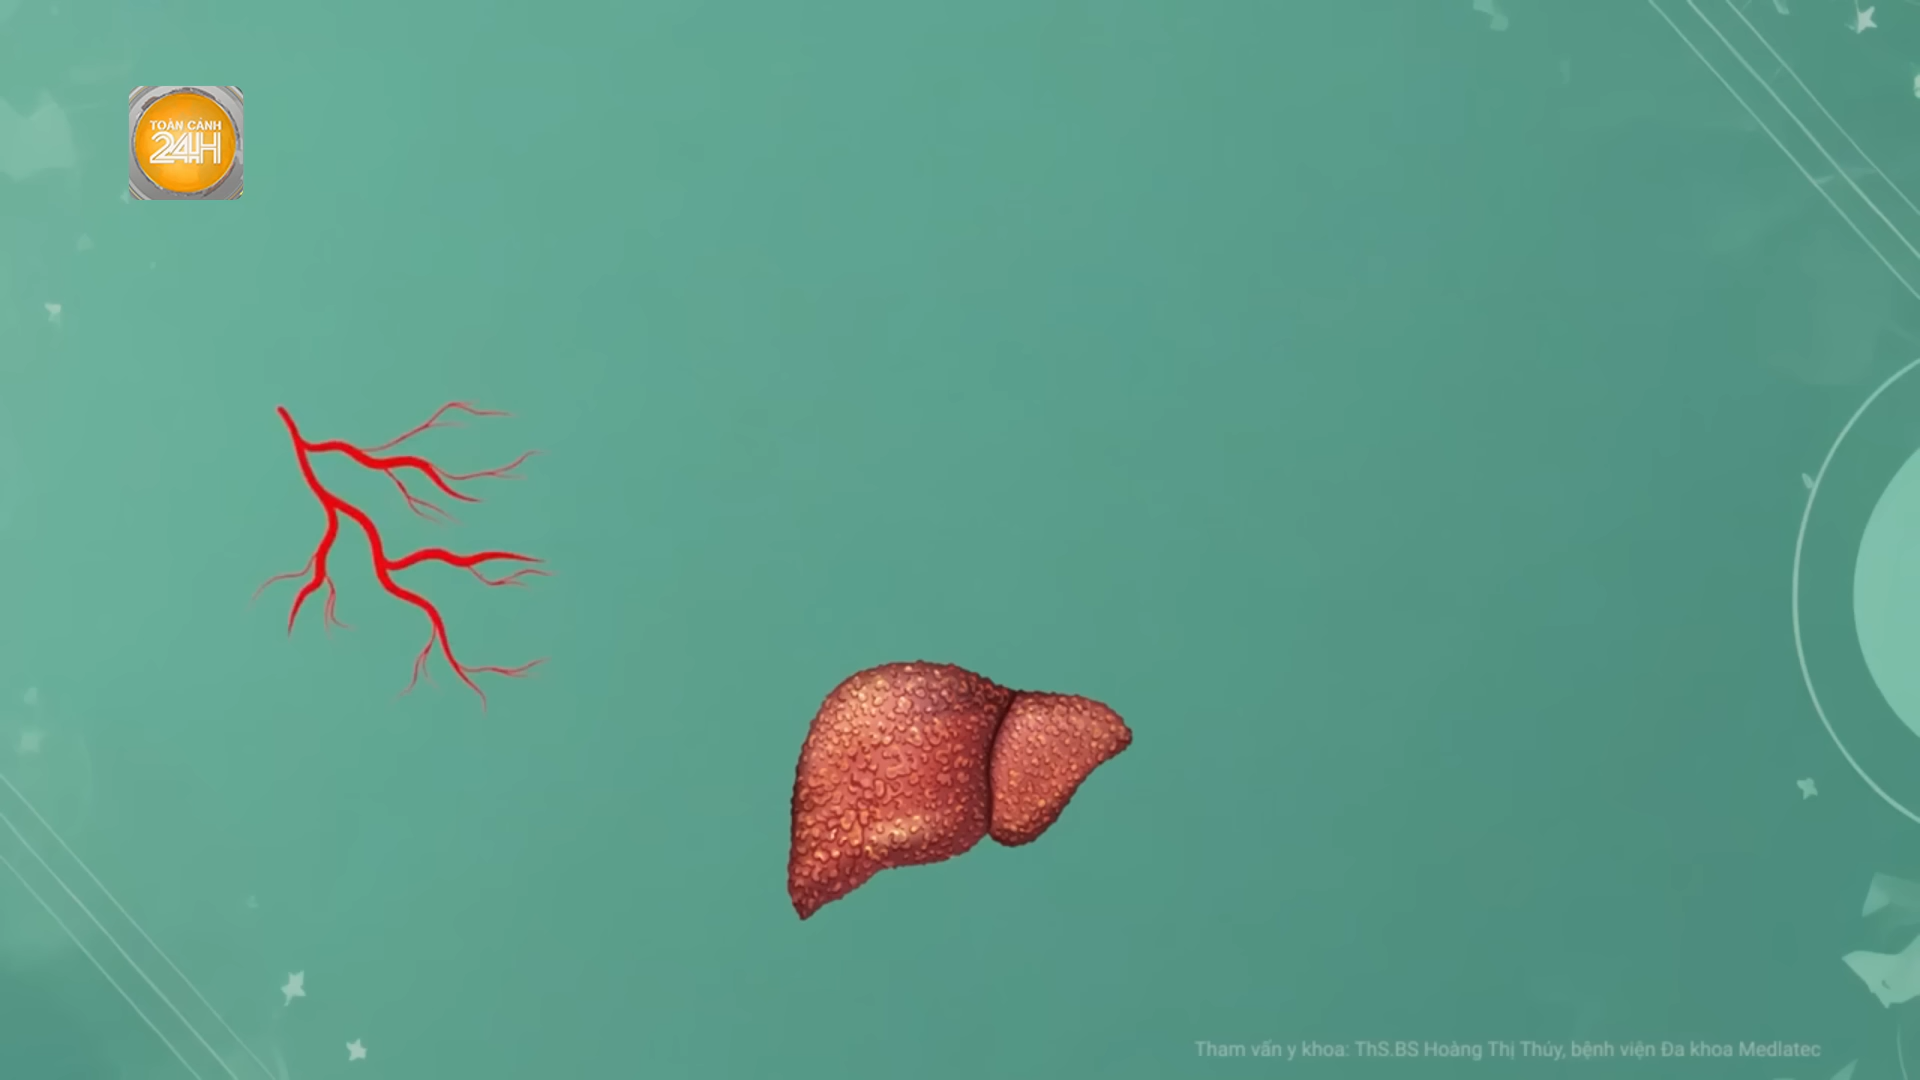 TOÀN CẢNH
24H
Tham vấn y khoa: ThS.BS Hoàng Thị Thúy, bệnh viện Đa khoa Medlatec